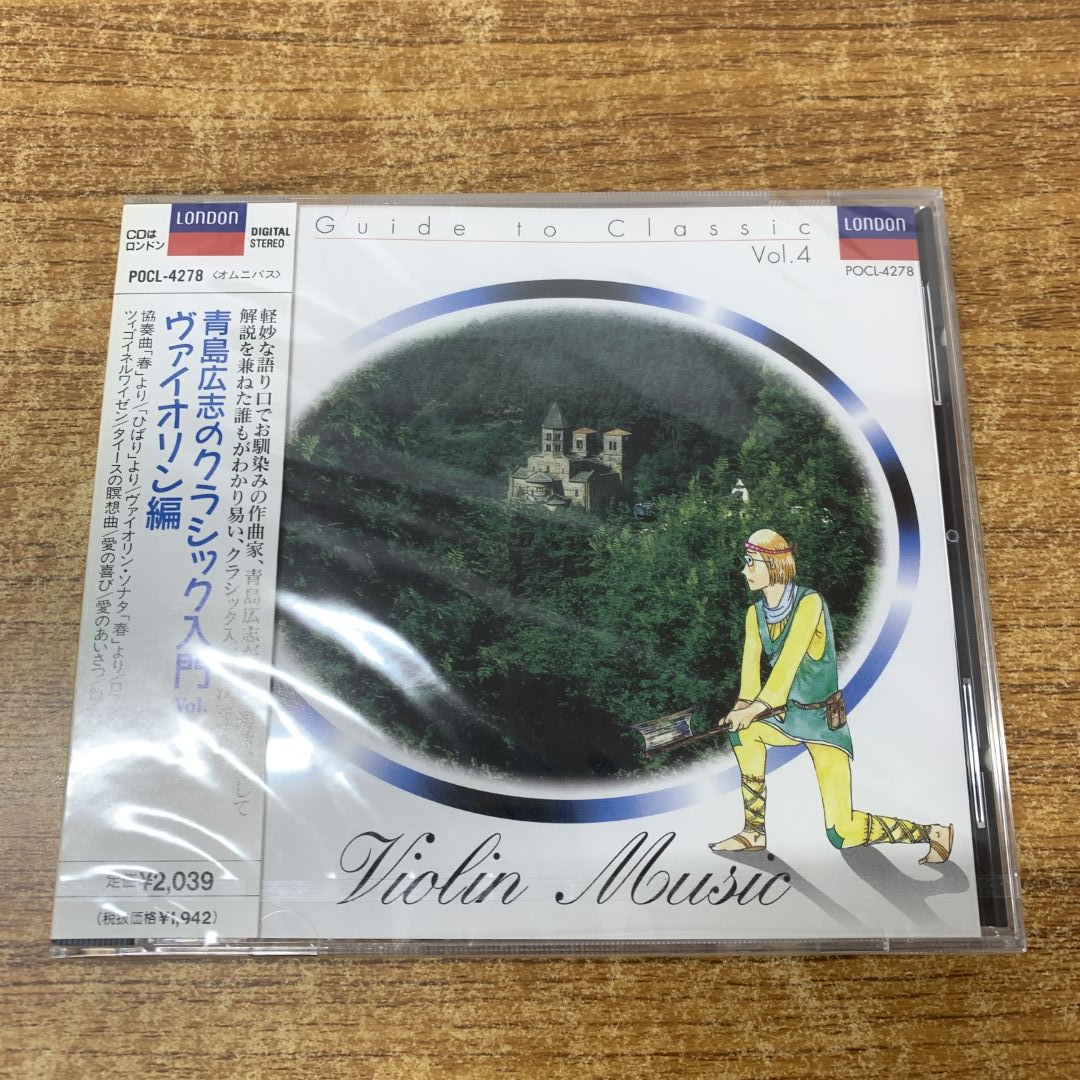 CDは
ロンドン
LONDON
DIGITAL
STEREO
POCL-4278 〈オムニバス〉
軽妙な語り口でお馴染みの作曲家、青島広志が
解説を兼ねた誰もがわかり易い、クラシック入
して
青島広志のクラシック入門
Vol.
ヴァイオリン編
協奏曲「春」より/「ひばり」より/ヴァイオリン・ソナタ「春」より/ロ
ツィゴイネルワイゼン/タイースの瞑想曲/愛の喜び/愛のあいさつ
定価¥2,039
(税抜価格¥1,942)
Guide to Classic
Vol.4
LONDON
POCL-4278
Violin Music